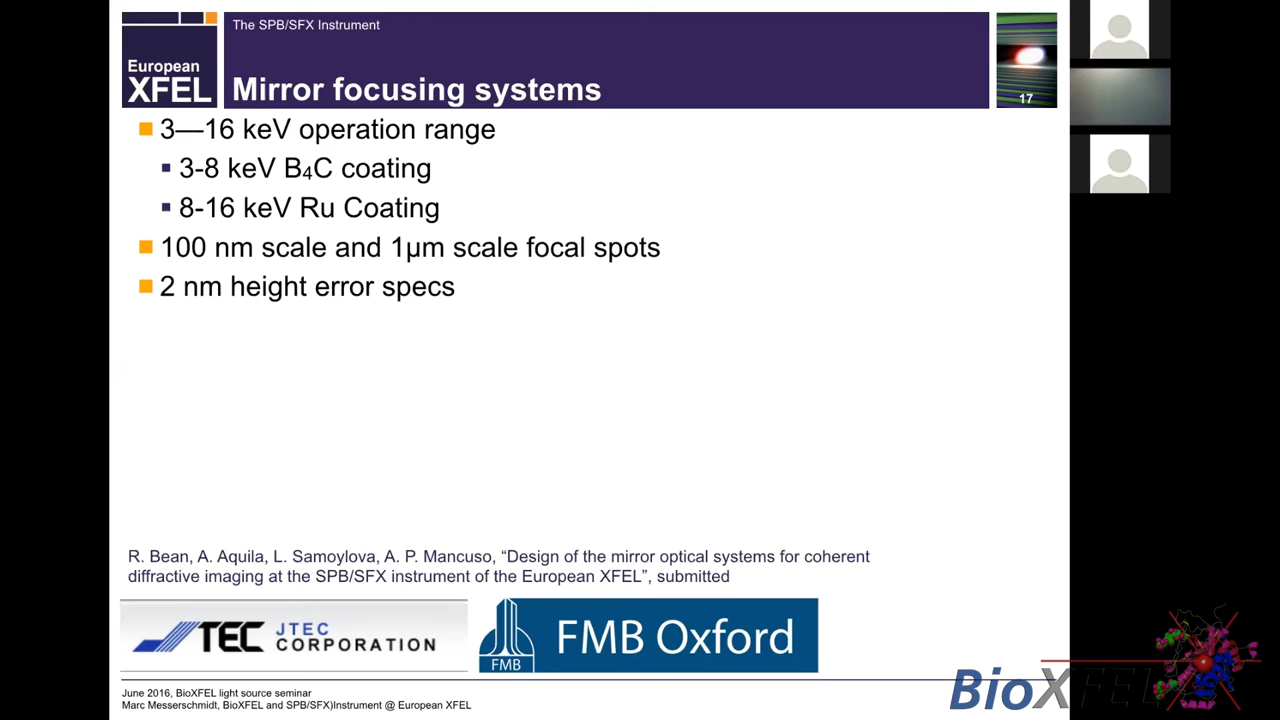 The SPB/SFX Instrument
European
XFEL
Mirror focusing systems
17
3—16 keV operation range
3-8 keV B₄C coating
8-16 keV Ru Coating
100 nm scale and 1µm scale focal spots
2 nm height error specs
R. Bean, A. Aquila, L. Samoylova, A. P. Mancuso, “Design of the mirror optical systems for coherent
diffractive imaging at the SPB/SFX instrument of the European XFEL”, submitted
JTEC
TEC CORPORATION
FMB Oxford
FMB
June 2016, BioXFEL light source seminar
Marc Messerschmidt, BioXFEL and SPB/SFX)Instrument @ European XFEL
BioXFEL